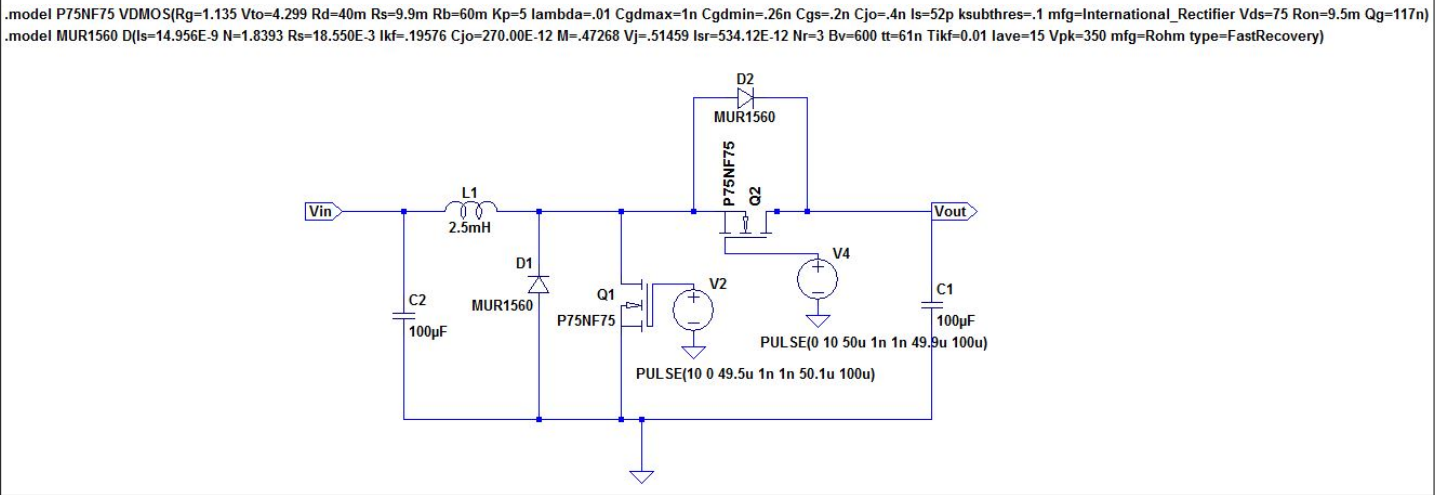 .model P75NF75 VDMOS(Rg=1.135 Vto=4.299 Rd=40m Rs=9.9m Rb=60m Kp=5 lambda=.01 Cgdmax=1n Cgdmin=.26n Cgs=.2n Cjo=.4n Is=52p ksubthres=.1 mfg=International_Rectifier Vds=75 Ron=9.5m Qg=117n)
.model MUR1560 D(Is=14.956E-9 N=1.8393 Rs=18.550E-3 Ikf=.19576 Cjo=270.00E-12 M=.47268 Vj=.51459 Isr=534.12E-12 Nr=3 Bv=600 tt=61n Tikf=0.01 Iave=15 Vpk=350 mfg=Rohm type=FastRecovery)
D2
MUR1560
P75NF75
Q2
L1
2.5mH
Vin
Vout
V4
D1
MUR1560
V2
Q1
P75NF75
C2
100µF
C1
100µF
PULSE(0 10 50u 1n 1n 49.9u 100u)
PULSE(10 0 49.5u 1n 1n 50.1u 100u)